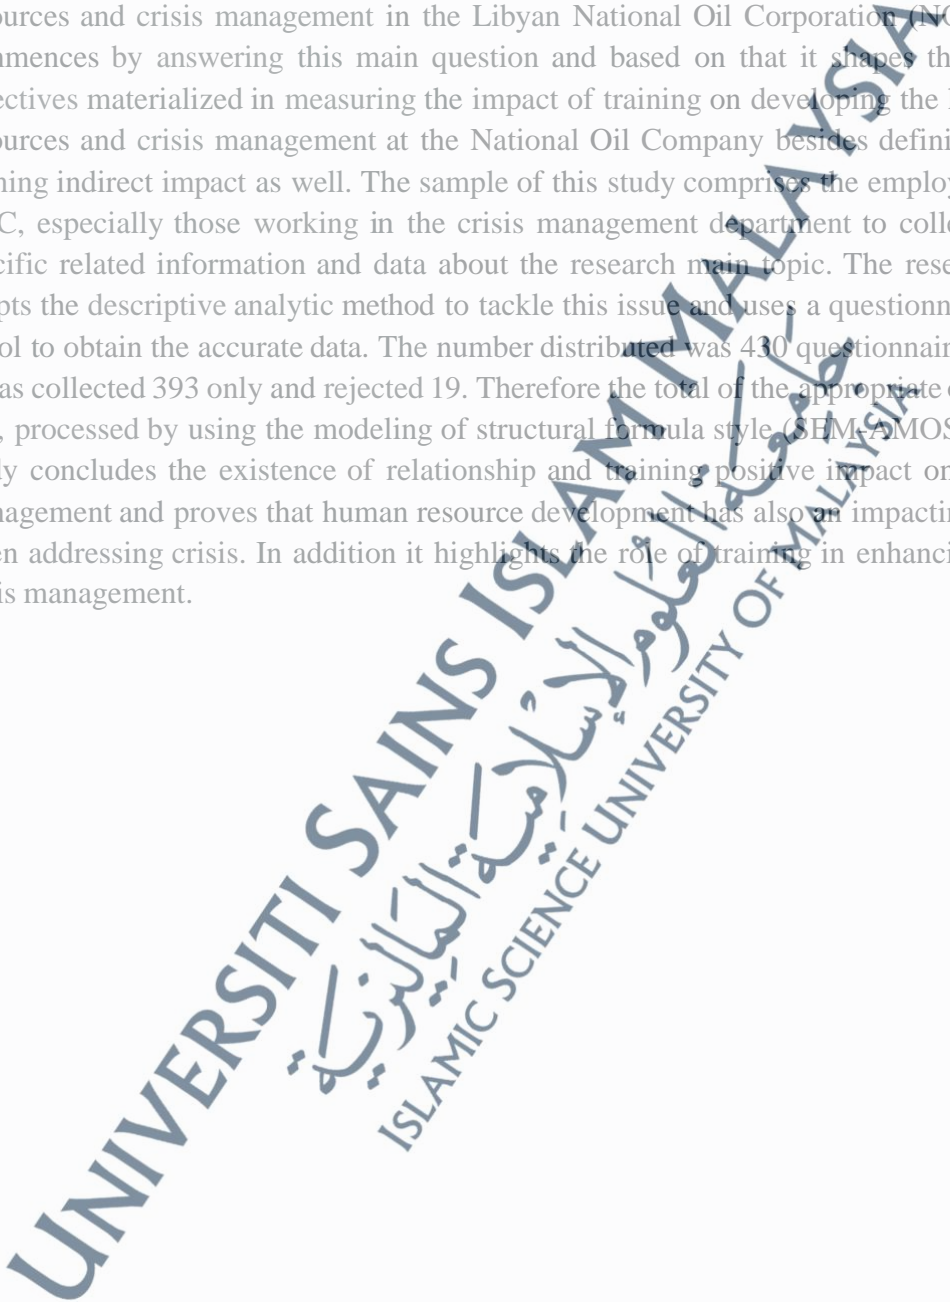 ources and crisis management in the Libyan National Oil Corporation (NO
nmences by answering this main question and based on that it shapes th
ectives materialized in measuring the impact of training on developing the
ources and crisis management at the National Oil Company besides defini
ning indirect impact as well. The sample of this study comprises the employ
C, especially those working in the crisis management department to colle
cific related information and data about the research main topic. The rese
pts the descriptive analytic method to tackle this issue and uses a questionn
ol to obtain the accurate data. The number distributed was 430 questionnair
as collected 393 only and rejected 19. Therefore the total of the appropriate
, processed by using the modeling of structural formula style (SEM-AMOS
ly concludes the existence of relationship and training positive impact on
nagement and proves that human resource development has also an impactin
en addressing crisis. In addition it highlights the role of training in enhanci
is management.
UNIVERSITI SAINS ISLAM MALAYSIA
جامعة العلوم الإسلامية الماليزية
ISLAMIC SCIENCE UNIVERSITY OF MALAYSIA